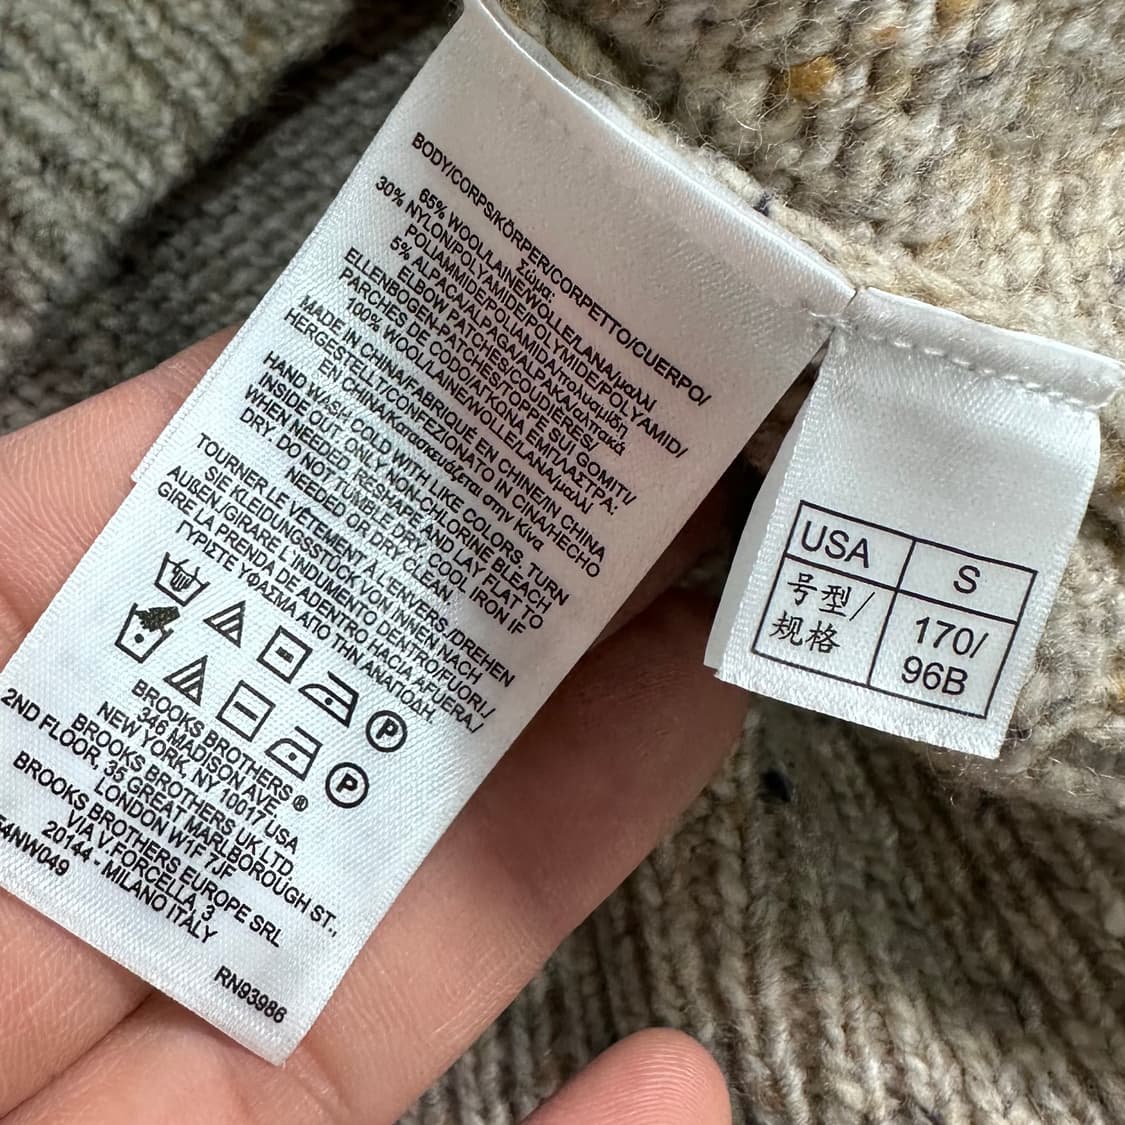 BODY/CORPS/KÖRPER/CORPETTO/CUERPO/
Σώμα:
65% WOOL/LAINE/WOLLE/LANA/μαλλί
30% NYLON/POLYAMIDE/POLYMIDE/POLYAMID/
POLIAMMIDE/POLIAMIDA/πολυαμίδη
5% ALPACA/ALPAGA/ALPAKA/αλπακά
ELBOW PATCHES/COUDIÈRES/
ELLENBOGEN-PATCHES/TOPPE SUI GOMITI/
PARCHES DE CODO/ΑΓΚΩΝΑ ΕΜΠΛΑΣΤΡΑ:
100% WOOL/LAINE/WOLLE/LANA/μαλλί
MADE IN CHINA/FABRIQUÉ EN CHINE/IN CHINA
HERGESTELLT/CONFEZIONATO IN CINA/HECHO
EN CHINA/Κατασκευάζεται στην Κίνα
HAND WASH COLD WITH LIKE COLORS. TURN
INSIDE OUT. ONLY NON-CHLORINE BLEACH
WHEN NEEDED. RESHAPE AND LAY FLAT TO
DRY. DO NOT TUMBLE DRY. COOL IRON IF
NEEDED OR DRY CLEAN.
TOURNER LE VETEMENT À L'ENVERS./DREHEN
SIE KLEIDUNGSSTÜCK VON INNEN NACH
AUßEN./GIRARE L'INDUMENTO DENTRO/FUORI./
GIRE LA PRENDA DE ADENTRO HACIA AFUERA./
ΓΥΡΙΣΤΕ ΥΦΑΣΜΑ ΑΠΟ ΤΗΝ ΑΝΑΠΟΔΗ.
P
P
BROOKS BROTHERS®
346 MADISON AVE.
NEW YORK, NY 10017 USA
BROOKS BROTHERS UK LTD.
2ND FLOOR, 35 GREAT MARLBOROUGH ST.,
LONDON W1F 7JF
BROOKS BROTHERS EUROPE SRL
VIA V.FORCELLA, 3
20144 - MILANO ITALY
4NW049
RN93986
USA S
号型/ 170/
规格 96B